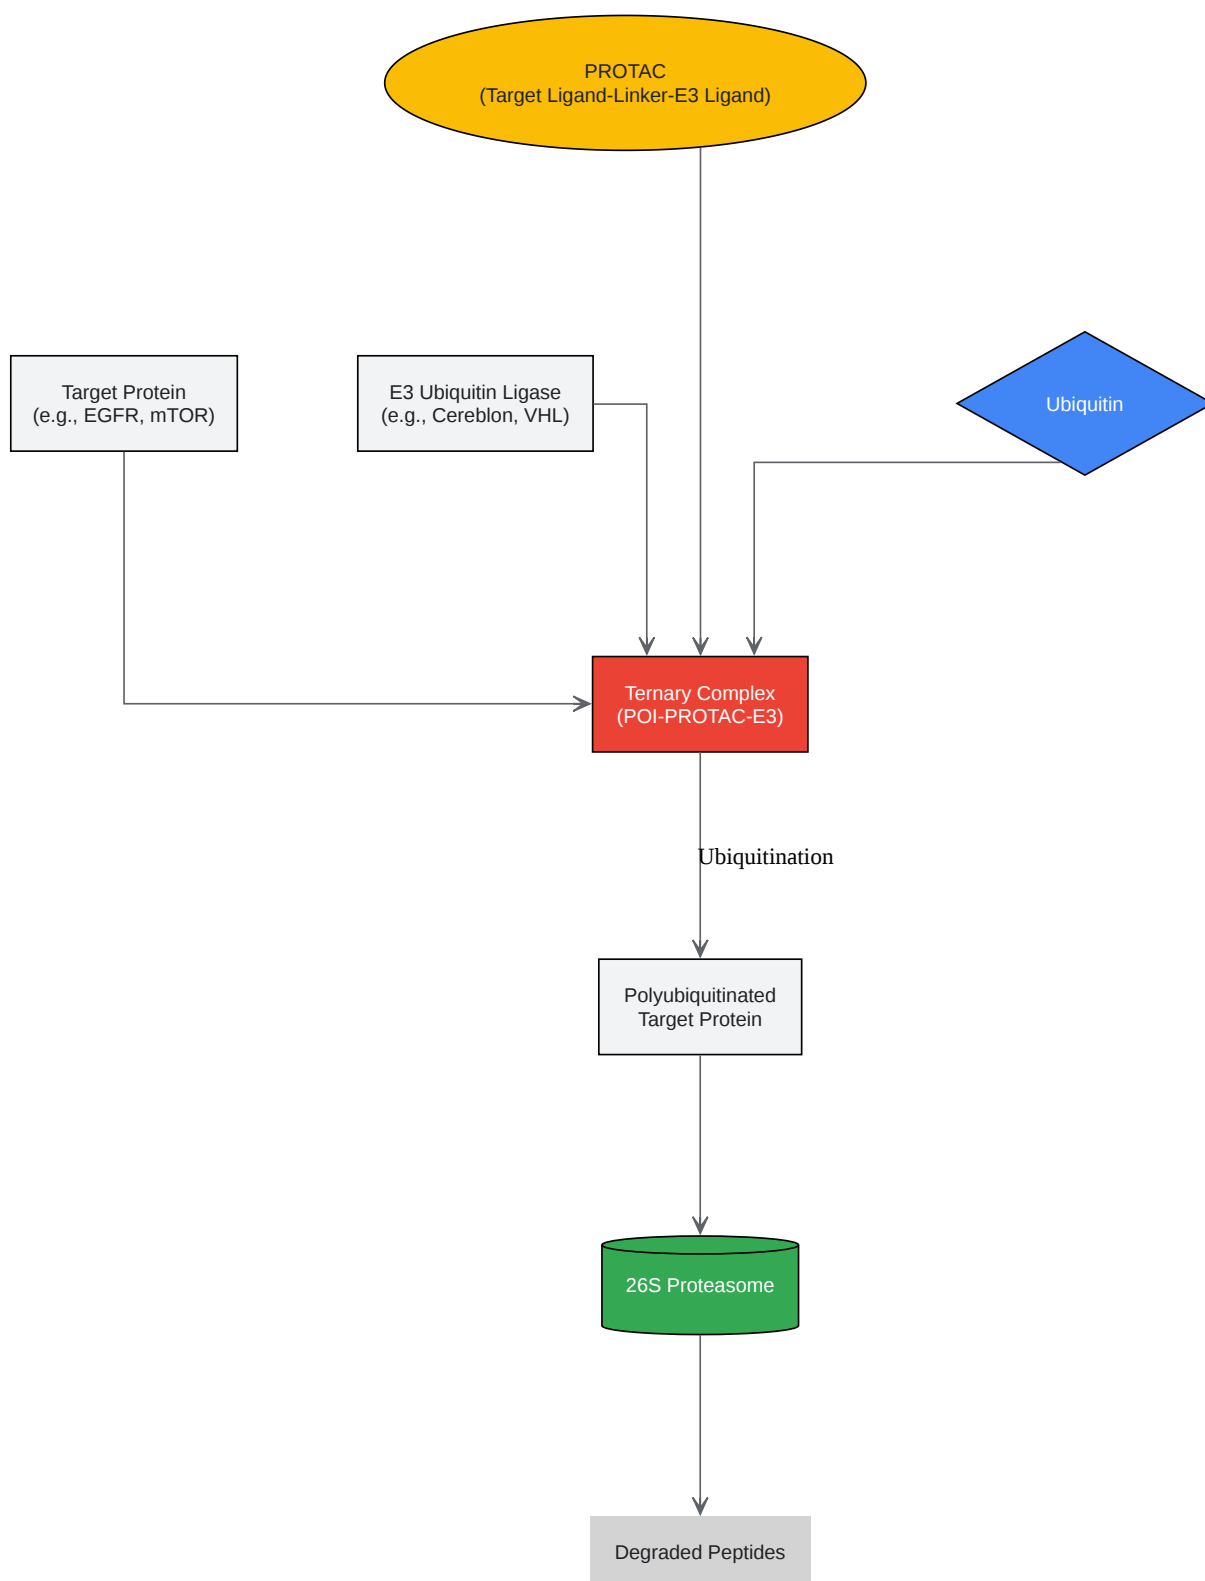 PROTAC
(Target Ligand-Linker-E3 Ligand)
Target Protein
(e.g., EGFR, mTOR)
E3 Ubiquitin Ligase
(e.g., Cereblon, VHL)
Ubiquitin
Ternary Complex
(POI-PROTAC-E3)
Ubiquitination
Polyubiquitinated
Target Protein
26S Proteasome
Degraded Peptides